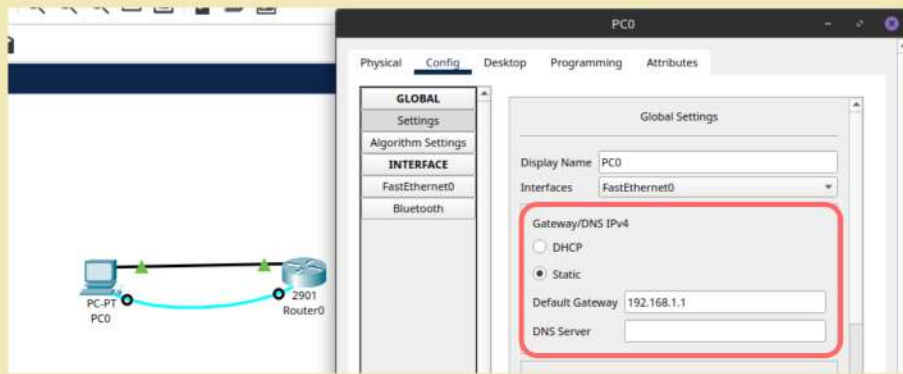 PC0
Physical Config Desktop Programming Attributes
GLOBAL
Settings
Algorithm Settings
INTERFACE
FastEthernet0
Bluetooth
Global Settings
Display Name PC0
Interfaces FastEthernet0
Gateway/DNS IPv4
DHCP
Static
Default Gateway 192.168.1.1
DNS Server
PC-PT
PC0
2901
Router0